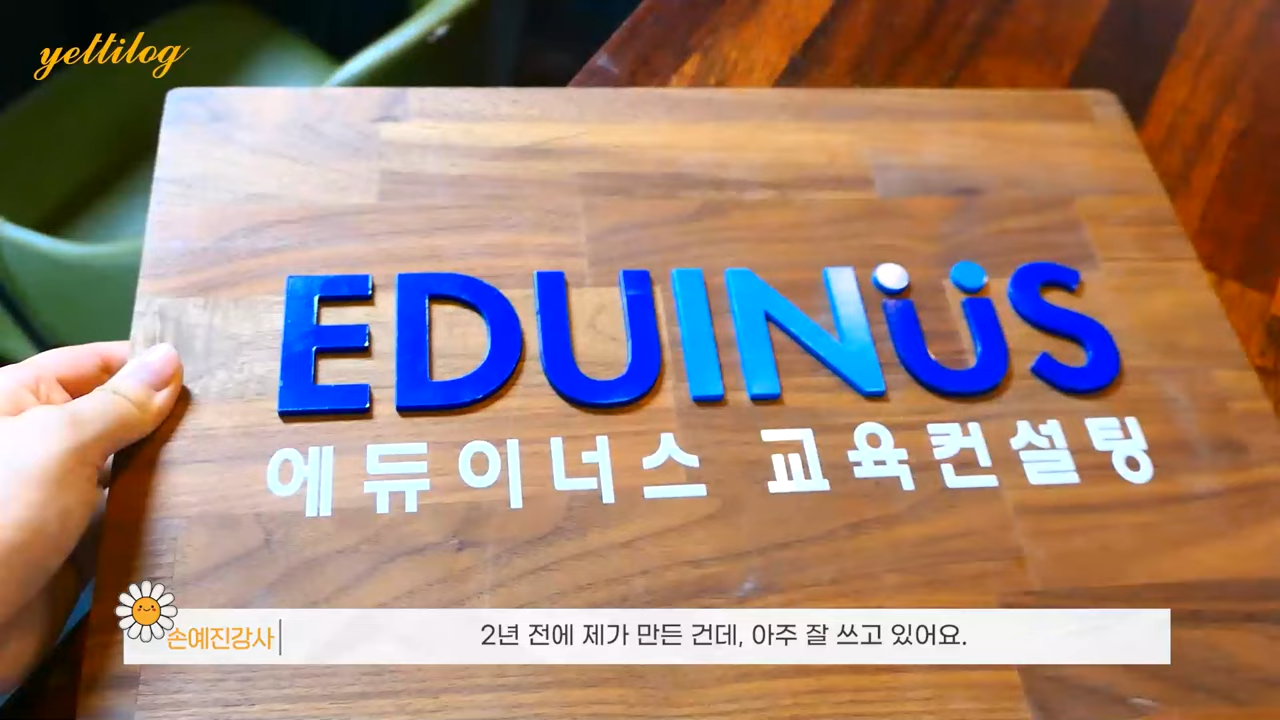 yettilog
EDUINUS
에듀이너스 교육컨설팅
손예진강사
2년 전에 제가 만든 건데, 아주 잘 쓰고 있어요.